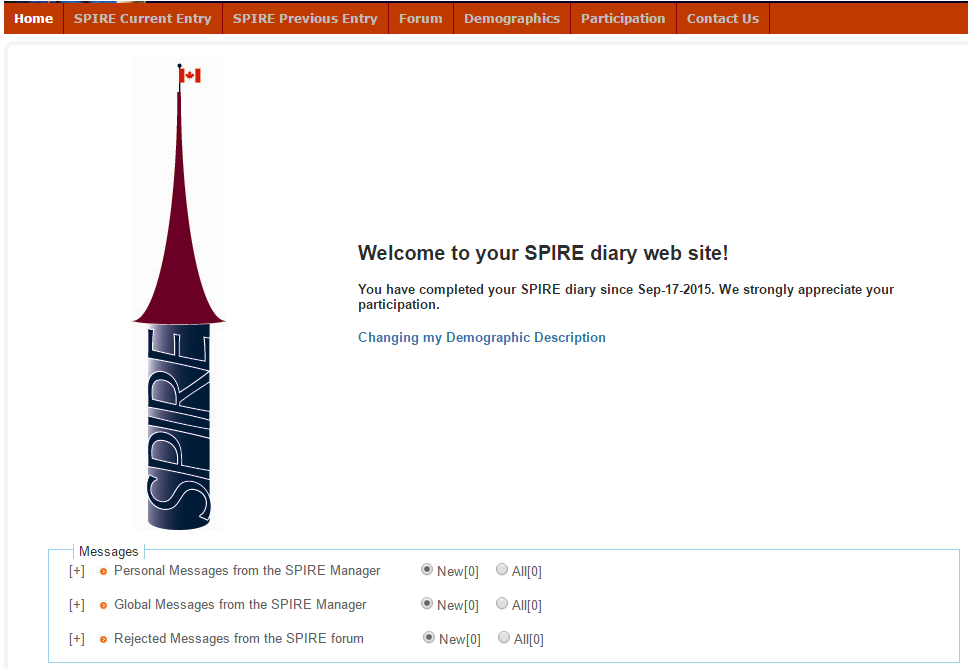 Home SPIRE Current Entry SPIRE Previous Entry Forum Demographics Participation Contact Us
Welcome to your SPIRE diary web site!
You have completed your SPIRE diary since Sep-17-2015. We strongly appreciate your
participation.
Changing my Demographic Description
SPIRE
Messages
[+] Personal Messages from the SPIRE Manager New[0] All[0]
[+] Global Messages from the SPIRE Manager New[0] All[0]
[+] Rejected Messages from the SPIRE forum New[0] All[0]